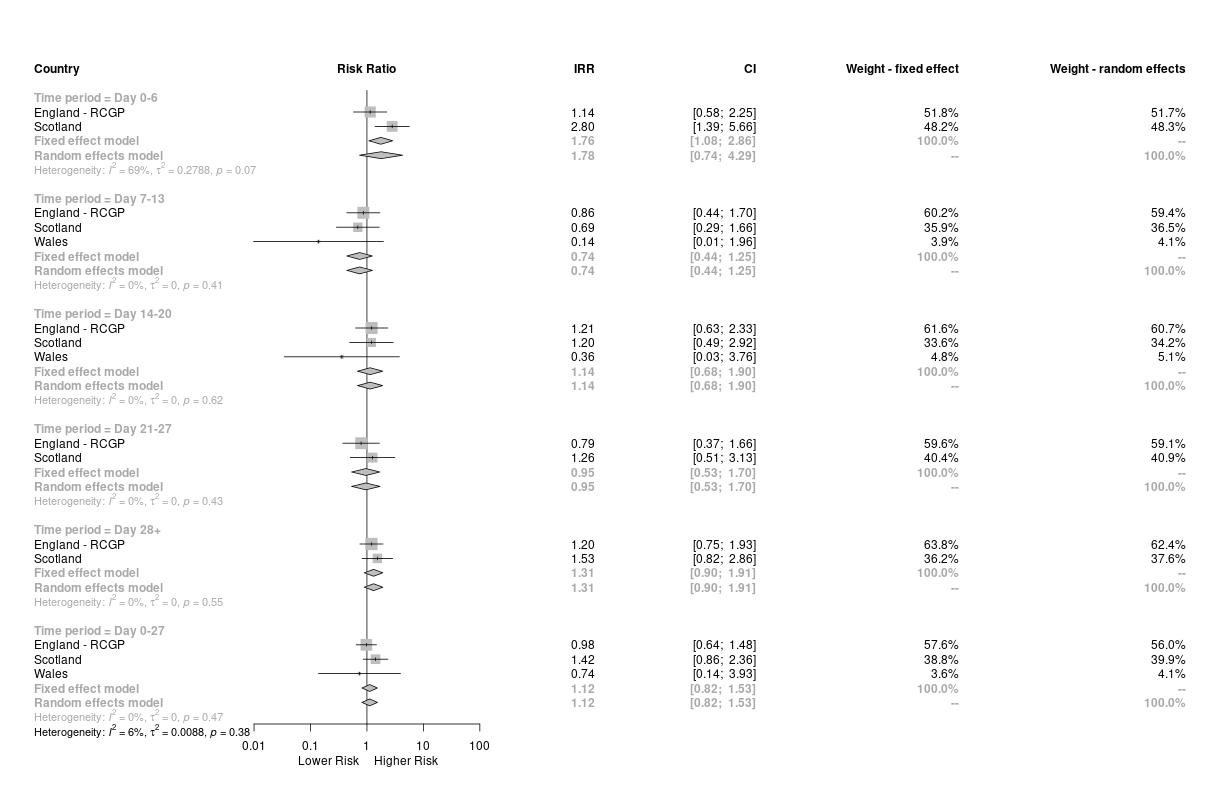 Country Risk Ratio IRR CI Weight - fixed effect Weight - random effects
Time period = Day 0-6
England - RCGP 1.14 [0.58; 2.25] 51.8% 51.7%
Scotland 2.80 [1.39; 5.66] 48.2% 48.3%
Fixed effect model 1.76 [1.08; 2.86] 100.0% --
Random effects model 1.78 [0.74; 4.29] -- 100.0%
Heterogeneity: I² = 69%, τ² = 0.2788, p = 0.07
Time period = Day 7-13
England - RCGP 0.86 [0.44; 1.70] 60.2% 59.4%
Scotland 0.69 [0.29; 1.66] 35.9% 36.5%
Wales 0.14 [0.01; 1.96] 3.9% 4.1%
Fixed effect model 0.74 [0.44; 1.25] 100.0% --
Random effects model 0.74 [0.44; 1.25] -- 100.0%
Heterogeneity: I² = 0%, τ² = 0, p = 0.41
Time period = Day 14-20
England - RCGP 1.21 [0.63; 2.33] 61.6% 60.7%
Scotland 1.20 [0.49; 2.92] 33.6% 34.2%
Wales 0.36 [0.03; 3.76] 4.8% 5.1%
Fixed effect model 1.14 [0.68; 1.90] 100.0% --
Random effects model 1.14 [0.68; 1.90] -- 100.0%
Heterogeneity: I² = 0%, τ² = 0, p = 0.62
Time period = Day 21-27
England - RCGP 0.79 [0.37; 1.66] 59.6% 59.1%
Scotland 1.26 [0.51; 3.13] 40.4% 40.9%
Fixed effect model 0.95 [0.53; 1.70] 100.0% --
Random effects model 0.95 [0.53; 1.70] -- 100.0%
Heterogeneity: I² = 0%, τ² = 0, p = 0.43
Time period = Day 28+
England - RCGP 1.20 [0.75; 1.93] 63.8% 62.4%
Scotland 1.53 [0.82; 2.86] 36.2% 37.6%
Fixed effect model 1.31 [0.90; 1.91] 100.0% --
Random effects model 1.31 [0.90; 1.91] -- 100.0%
Heterogeneity: I² = 0%, τ² = 0, p = 0.55
Time period = Day 0-27
England - RCGP 0.98 [0.64; 1.48] 57.6% 56.0%
Scotland 1.42 [0.86; 2.36] 38.8% 39.9%
Wales 0.74 [0.14; 3.93] 3.6% 4.1%
Fixed effect model 1.12 [0.82; 1.53] 100.0% --
Random effects model 1.12 [0.82; 1.53] -- 100.0%
Heterogeneity: I² = 0%, τ² = 0, p = 0.47
Heterogeneity: I² = 6%, τ² = 0.0088, p = 0.38
0.01 0.1 1 10 100
Lower Risk Higher Risk